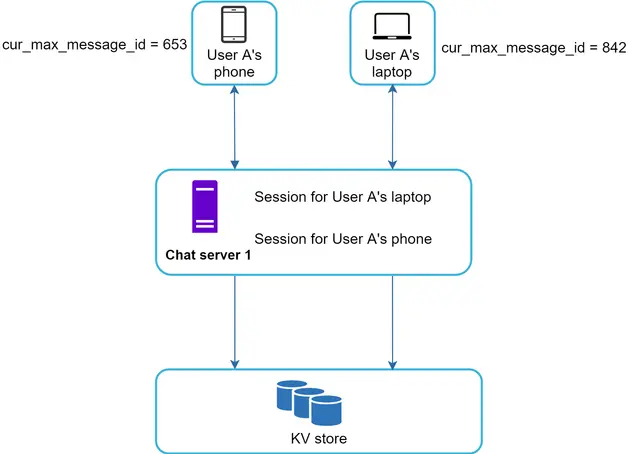 cur_max_message_id = 653
User A's
phone
User A's
laptop
cur_max_message_id = 842
Session for User A's laptop
Session for User A's phone
Chat server 1
KV store